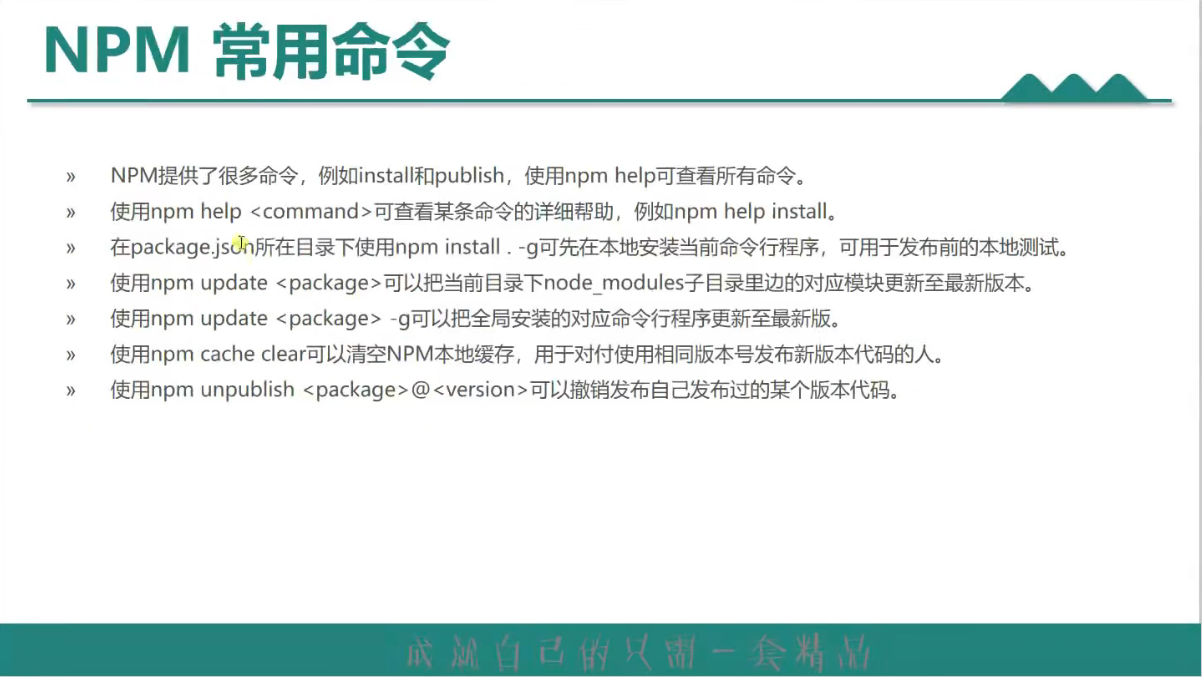 NPM 常用命令
» NPM提供了很多命令，例如install和publish，使用npm help可查看所有命令。
» 使用npm help <command>可查看某条命令的详细帮助，例如npm help install。
» 在package.json所在目录下使用npm install . -g可先在本地安装当前命令行程序，可用于发布前的本地测试。
» 使用npm update <package>可以把当前目录下node_modules子目录里边的对应模块更新至最新版本。
» 使用npm update <package> -g可以把全局安装的对应命令行程序更新至最新版。
» 使用npm cache clear可以清空NPM本地缓存，用于对付使用相同版本号发布新版本代码的人。
» 使用npm unpublish <package>@<version>可以撤销发布自己发布过的某个版本代码。
成就自己的只需一套精品